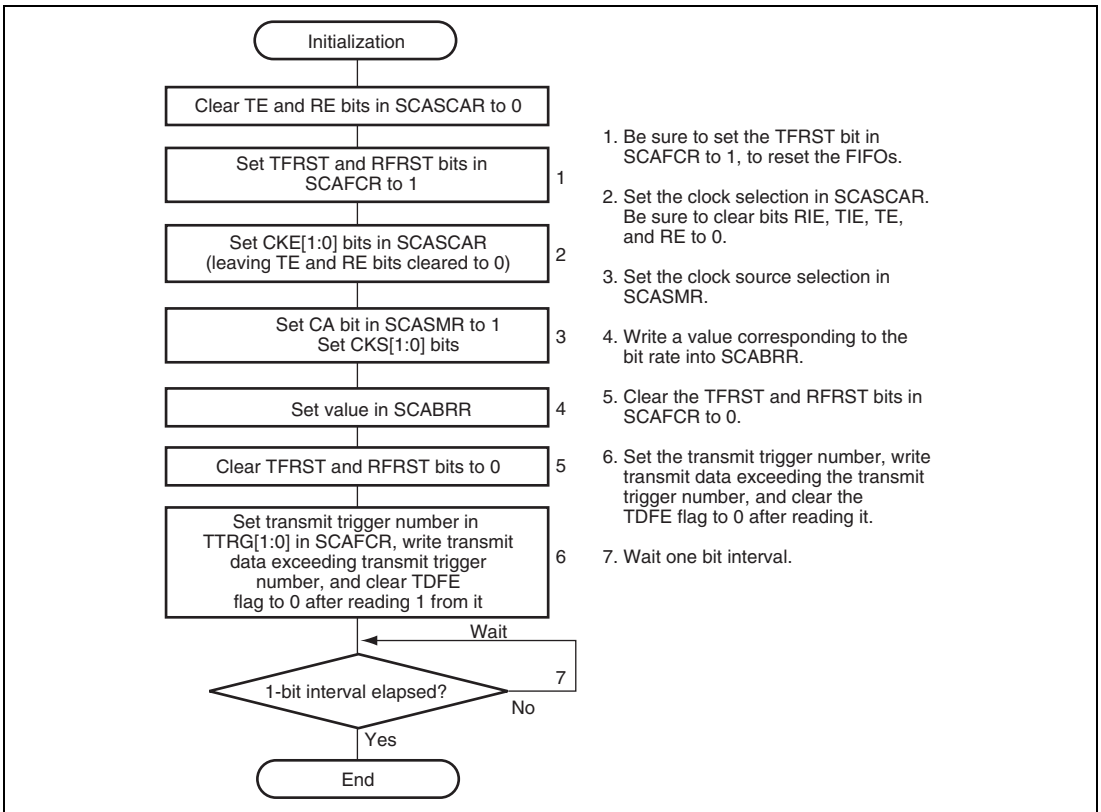 Initialization
Clear TE and RE bits in SCASCAR to 0
Set TFRST and RFRST bits in
SCAFCR to 1
1
Set CKE[1:0] bits in SCASCAR
(leaving TE and RE bits cleared to 0)
2
Set CA bit in SCASMR to 1
Set CKS[1:0] bits
3
Set value in SCABRR
4
Clear TFRST and RFRST bits to 0
5
Set transmit trigger number in
TTRG[1:0] in SCAFCR, write transmit
data exceeding transmit trigger
number, and clear TDFE
flag to 0 after reading 1 from it
6
Wait
1-bit interval elapsed?
7
No
Yes
End
1. Be sure to set the TFRST bit in
SCAFCR to 1, to reset the FIFOs.
2. Set the clock selection in SCASCAR.
Be sure to clear bits RIE, TIE, TE,
and RE to 0.
3. Set the clock source selection in
SCASMR.
4. Write a value corresponding to the
bit rate into SCABRR.
5. Clear the TFRST and RFRST bits in
SCAFCR to 0.
6. Set the transmit trigger number, write
transmit data exceeding the transmit
trigger number, and clear the
TDFE flag to 0 after reading it.
7. Wait one bit interval.